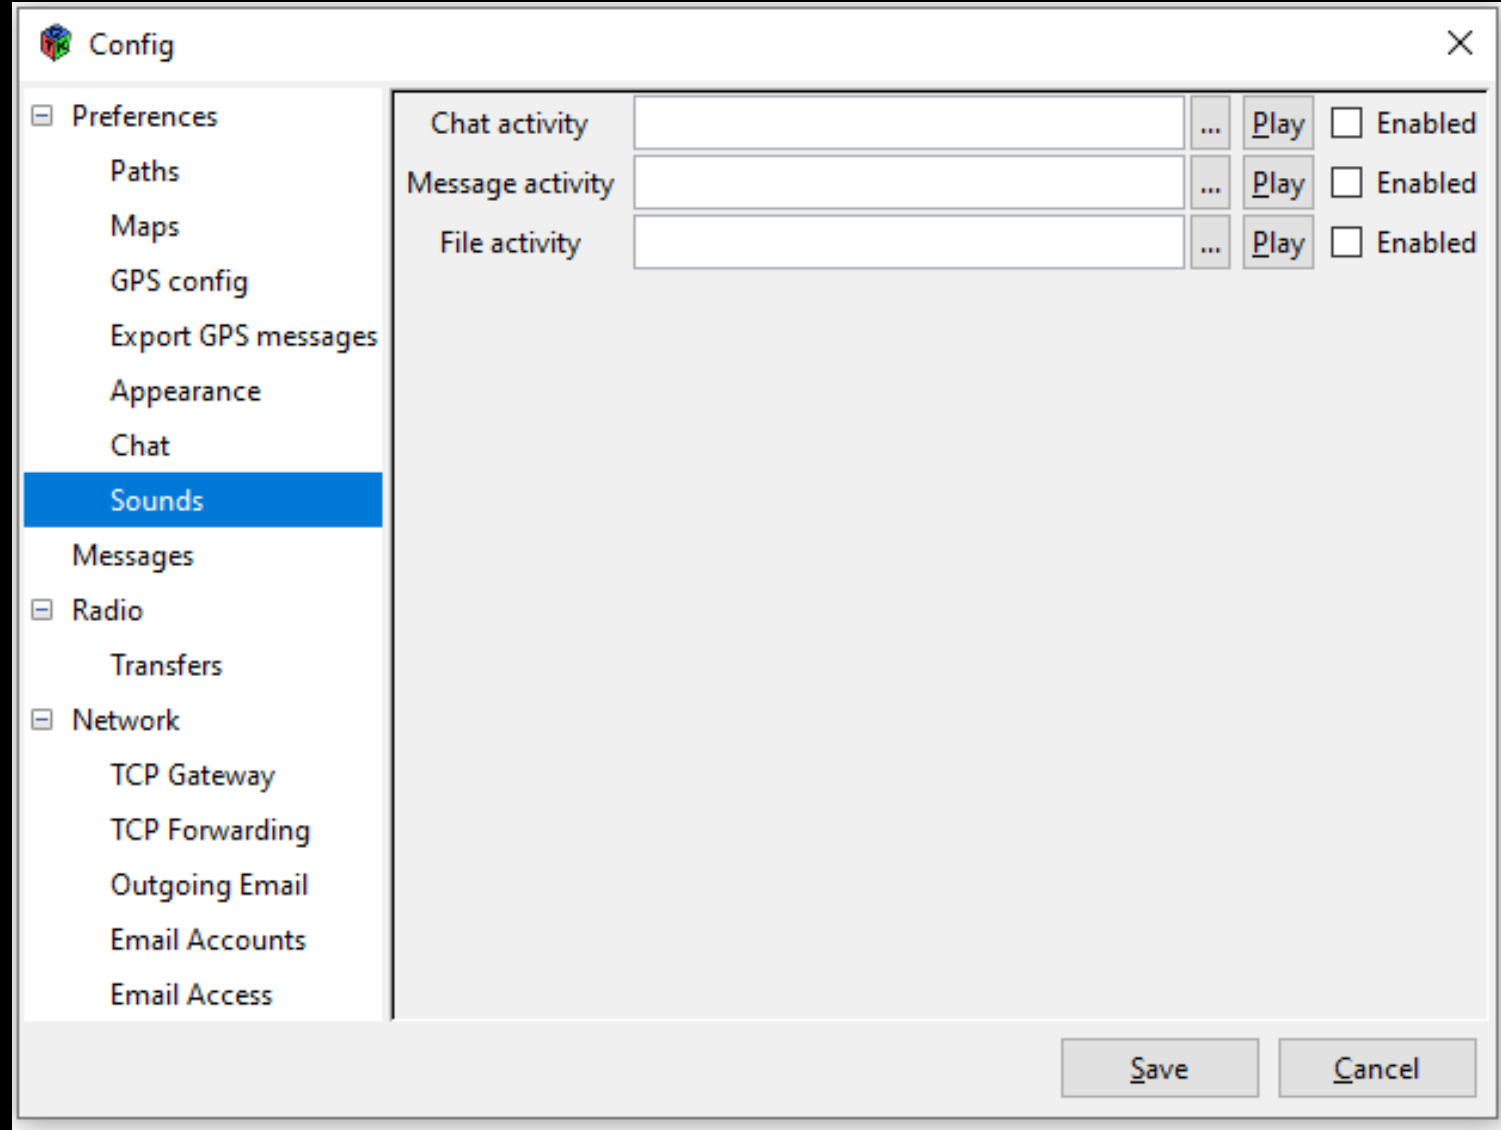 Config
Preferences
Paths
Maps
GPS config
Export GPS messages
Appearance
Chat
Sounds
Messages
Radio
Transfers
Network
TCP Gateway
TCP Forwarding
Outgoing Email
Email Accounts
Email Access
Chat activity ... Play Enabled
Message activity ... Play Enabled
File activity ... Play Enabled
Save Cancel